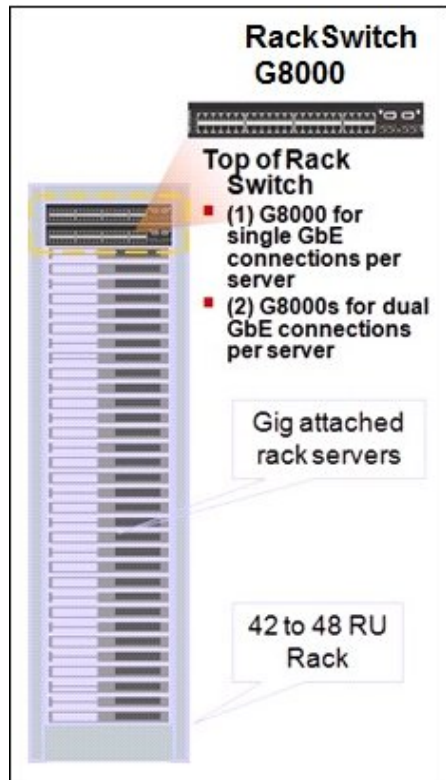 RackSwitch
G8000
Top of Rack
Switch
(1) G8000 for
single GbE
connections per
server
(2) G8000s for dual
GbE connections
per server
Gig attached
rack servers
42 to 48 RU
Rack